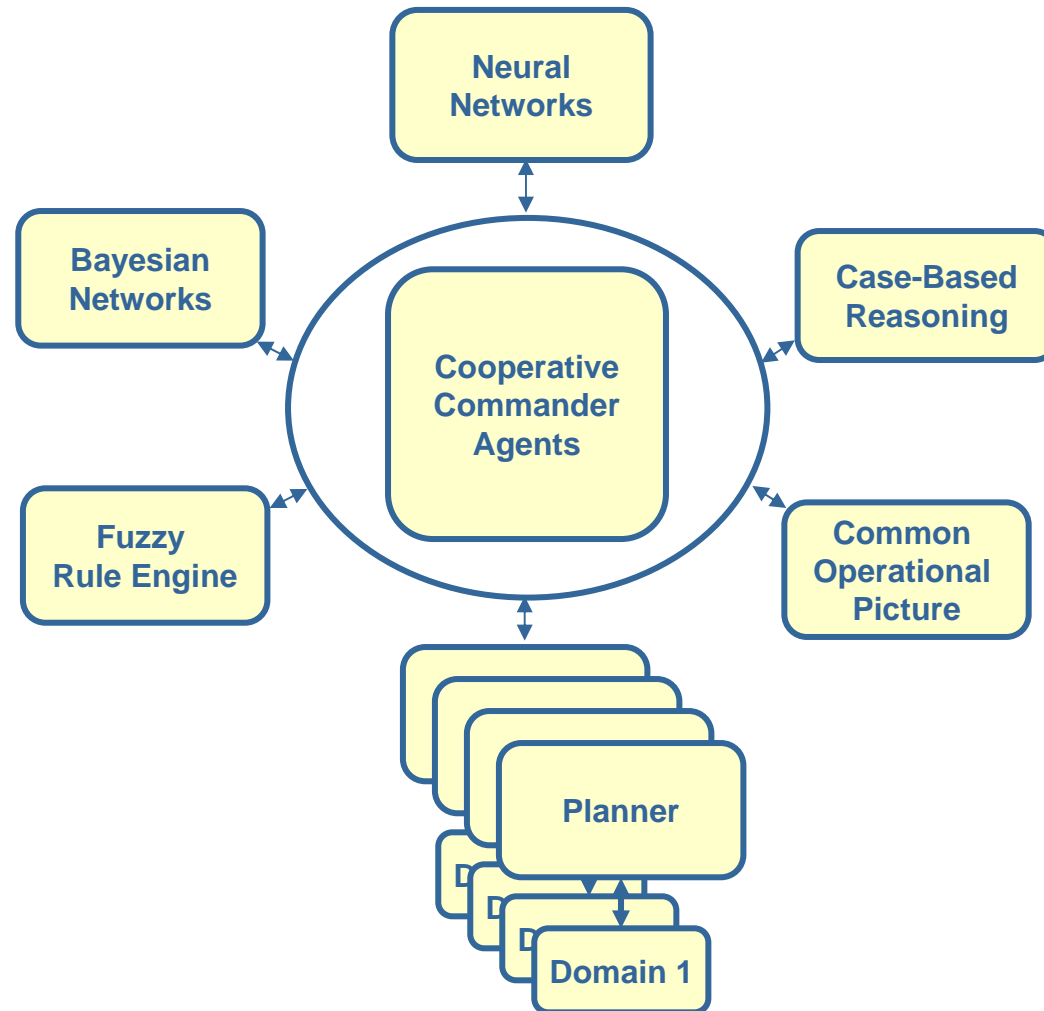 Neural
Networks
Bayesian
Networks
Case-Based
Reasoning
Cooperative
Commander
Agents
Fuzzy
Rule Engine
Common
Operational
Picture
Planner
D
D
D
Domain 1